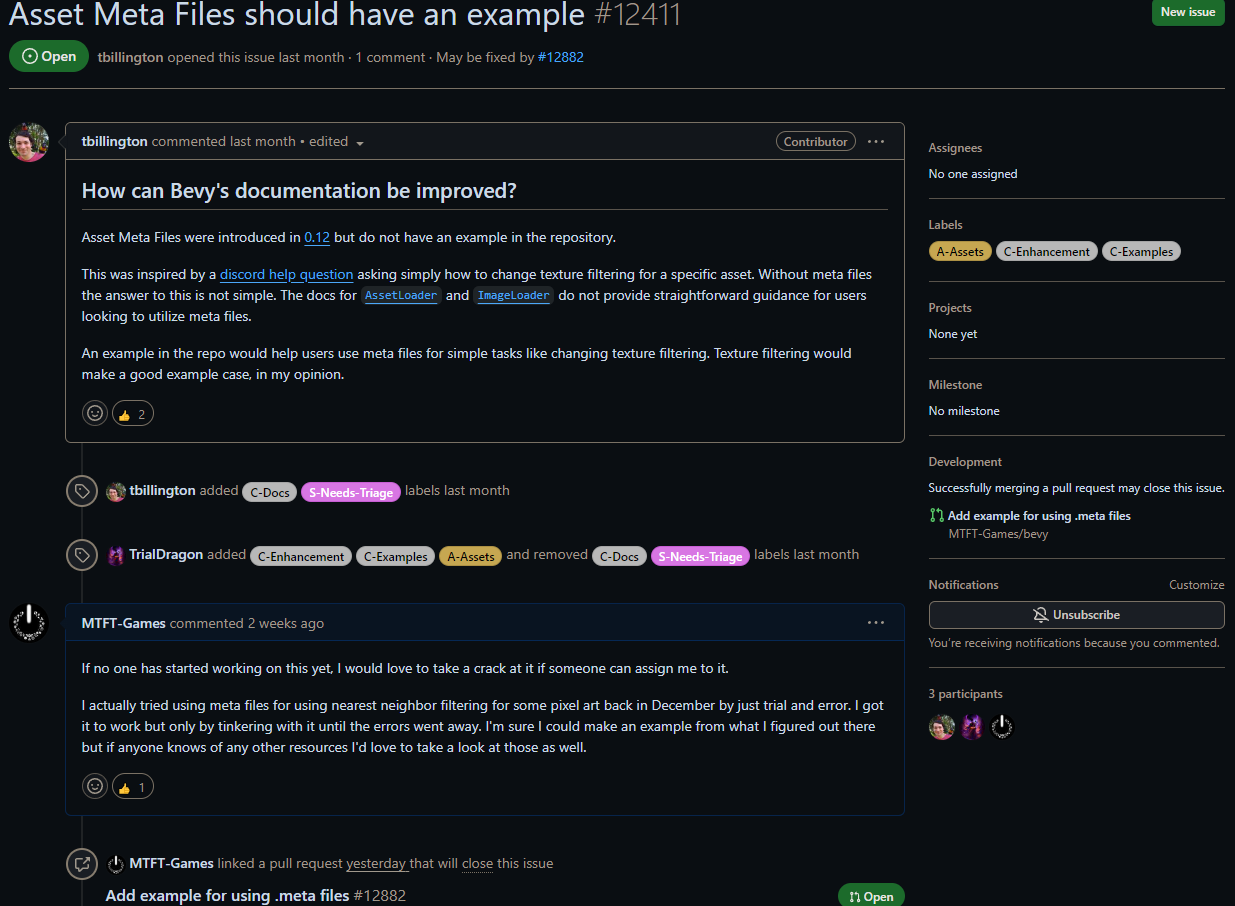 Asset Meta Files should have an example #12411
New issue
Open
tbillington opened this issue last month · 1 comment · May be fixed by #12882
tbillington commented last month • edited
Contributor
How can Bevy's documentation be improved?
Asset Meta Files were introduced in 0.12 but do not have an example in the repository.
This was inspired by a discord help question asking simply how to change texture filtering for a specific asset. Without meta files
the answer to this is not simple. The docs for AssetLoader and ImageLoader do not provide straightforward guidance for users
looking to utilize meta files.
An example in the repo would help users use meta files for simple tasks like changing texture filtering. Texture filtering would
make a good example case, in my opinion.
👍 2
tbillington added C-Docs S-Needs-Triage labels last month
TrialDragon added C-Enhancement C-Examples A-Assets and removed C-Docs S-Needs-Triage labels last month
MTFT-Games commented 2 weeks ago
If no one has started working on this yet, I would love to take a crack at it if someone can assign me to it.
I actually tried using meta files for using nearest neighbor filtering for some pixel art back in December by just trial and error. I got
it to work but only by tinkering with it until the errors went away. I'm sure I could make an example from what I figured out there
but if anyone knows of any other resources I'd love to take a look at those as well.
👍 1
MTFT-Games linked a pull request yesterday that will close this issue
Add example for using .meta files #12882
Open
Assignees
No one assigned
Labels
A-Assets C-Enhancement C-Examples
Projects
None yet
Milestone
No milestone
Development
Successfully merging a pull request may close this issue.
Add example for using .meta files
MTFT-Games/bevy
Notifications
Customize
Unsubscribe
You're receiving notifications because you commented.
3 participants